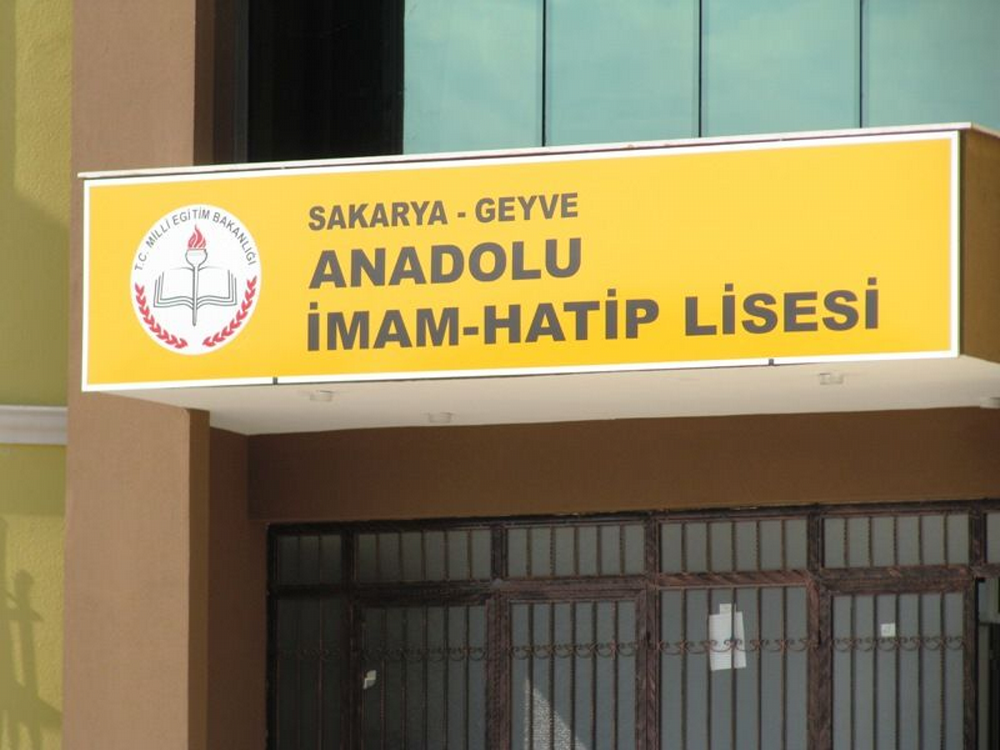 T.C. MİLLİ EĞİTİM BAKANLIĞI
SAKARYA - GEYVE
ANADOLU
İMAM-HATİP LİSESİ